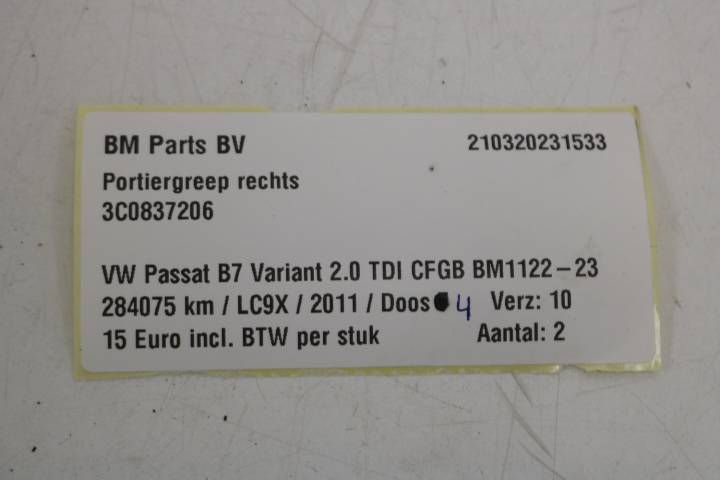 BM Parts BV 210320231533
Portiergreep rechts
3C0837206
VW Passat B7 Variant 2.0 TDI CFGB BM1122-23
284075 km / LC9X / 2011 / Doos 4 Verz: 10
15 Euro incl. BTW per stuk Aantal: 2